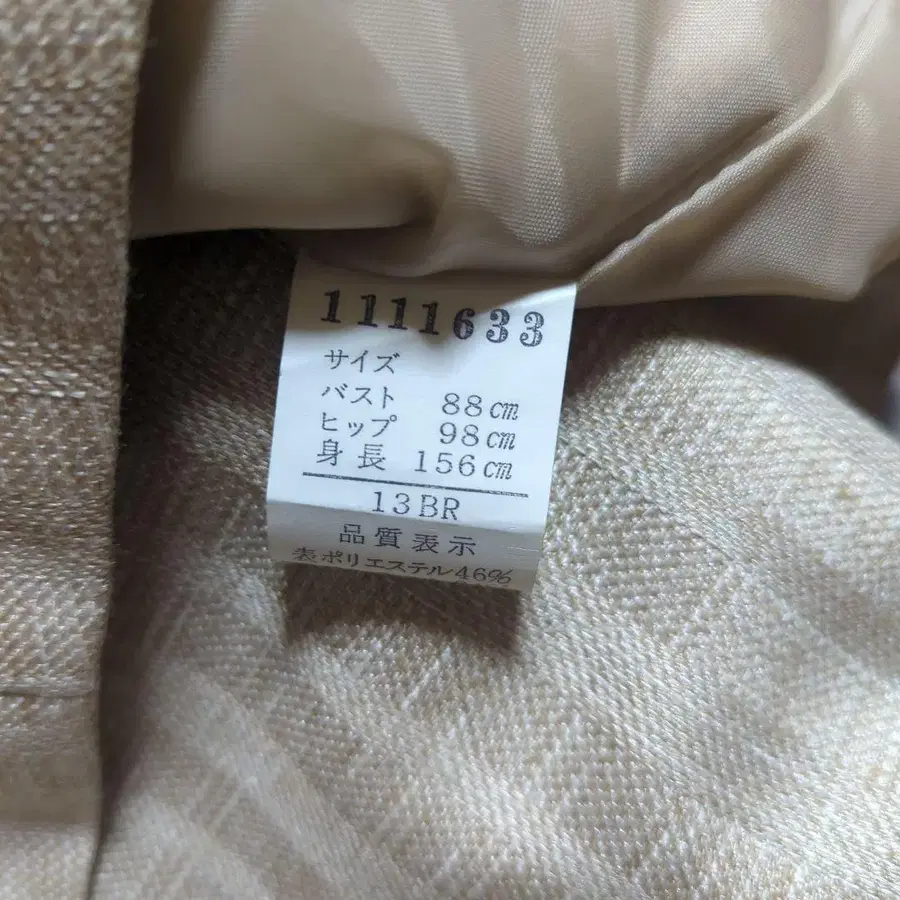 1111633
サイズ
バスト 88㎝
ヒップ 98㎝
身長 156㎝
13BR
品質表示
表ポリエステル46%